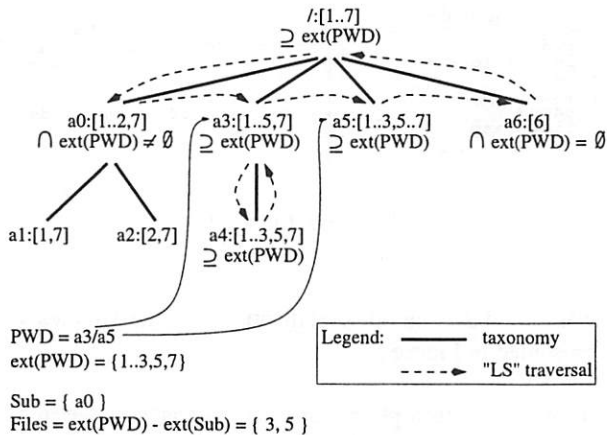 /:[1..7]
⊇ ext(PWD)
a0:[1..2,7] a3:[1..5,7] a5:[1..3,5..7] a6:[6]
∩ ext(PWD) ≠ ∅ ⊇ ext(PWD) ⊇ ext(PWD) ∩ ext(PWD) = ∅
a1:[1,7] a2:[2,7] a4:[1..3,5,7]
⊇ ext(PWD)
PWD = a3/a5
ext(PWD) = {1..3,5,7}
Legend: taxonomy
"LS" traversal
Sub = { a0 }
Files = ext(PWD) - ext(Sub) = { 3, 5 }